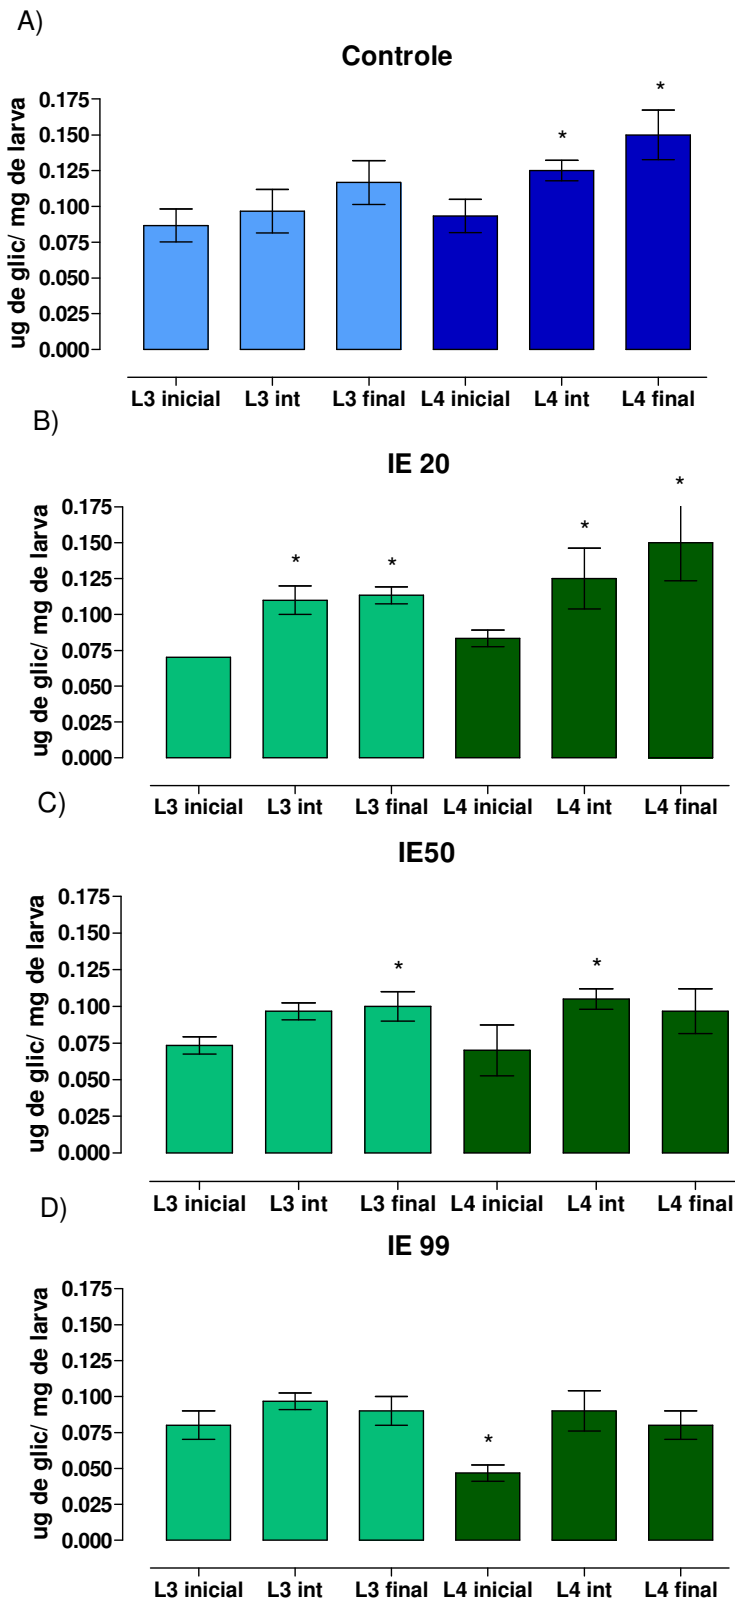 A)
Controle
ug de glic/ mg de larva
0.175
0.150
0.125
0.100
0.075
0.050
0.025
0.000
*
*
L3 inicial L3 int L3 final L4 inicial L4 int L4 final
B)
IE 20
ug de glic/ mg de larva
0.175
0.150
0.125
0.100
0.075
0.050
0.025
0.000
*
*
*
*
L3 inicial L3 int L3 final L4 inicial L4 int L4 final
C)
IE50
ug de glic/ mg de larva
0.175
0.150
0.125
0.100
0.075
0.050
0.025
0.000
*
*
L3 inicial L3 int L3 final L4 inicial L4 int L4 final
D)
IE 99
ug de glic/ mg de larva
0.175
0.150
0.125
0.100
0.075
0.050
0.025
0.000
*
L3 inicial L3 int L3 final L4 inicial L4 int L4 final